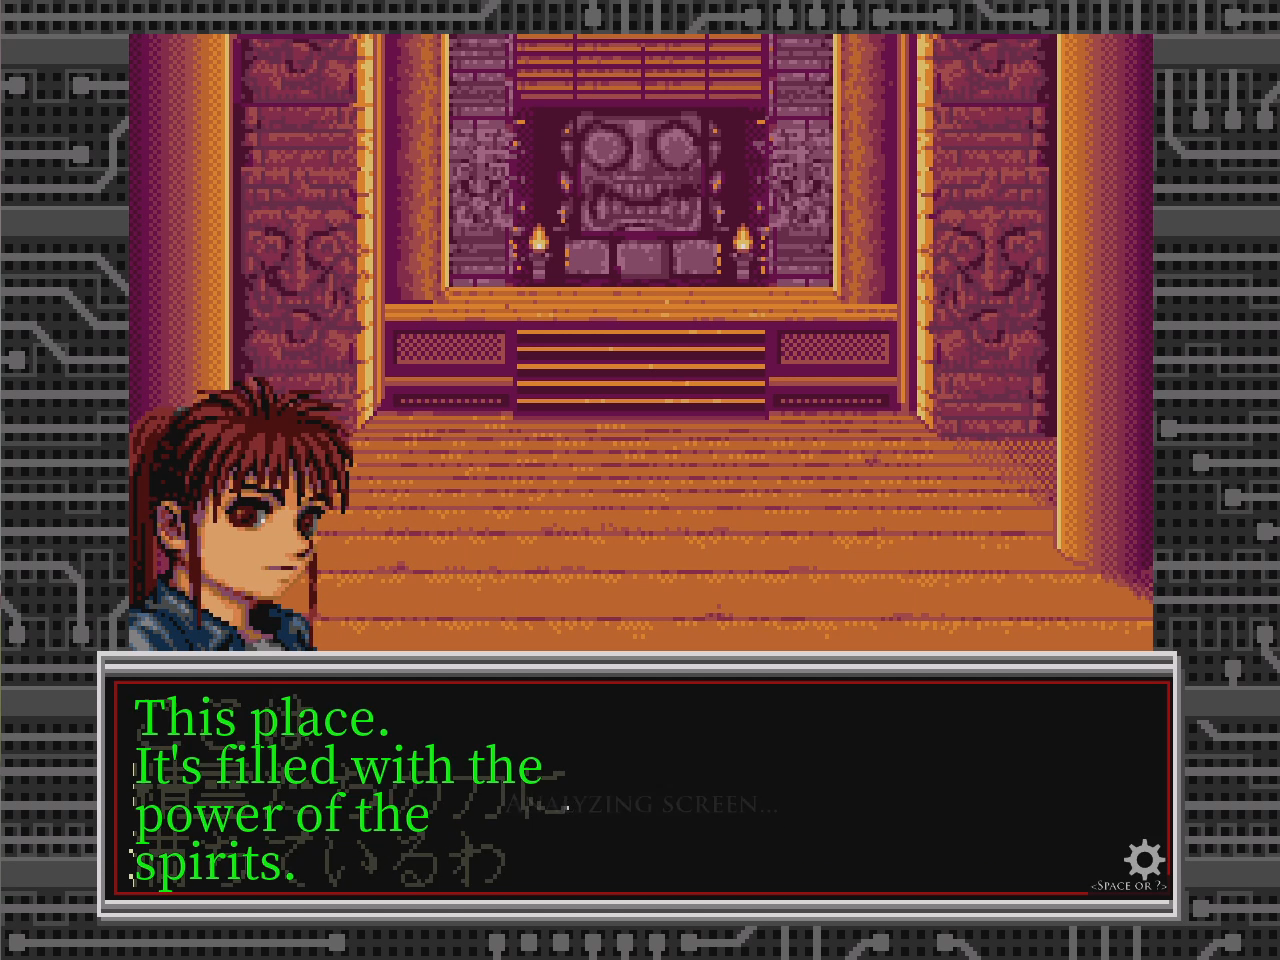 This place.
It's filled with the
power of the
spirits.
ANALYZING SCREEN...
<SPACE OR ?>